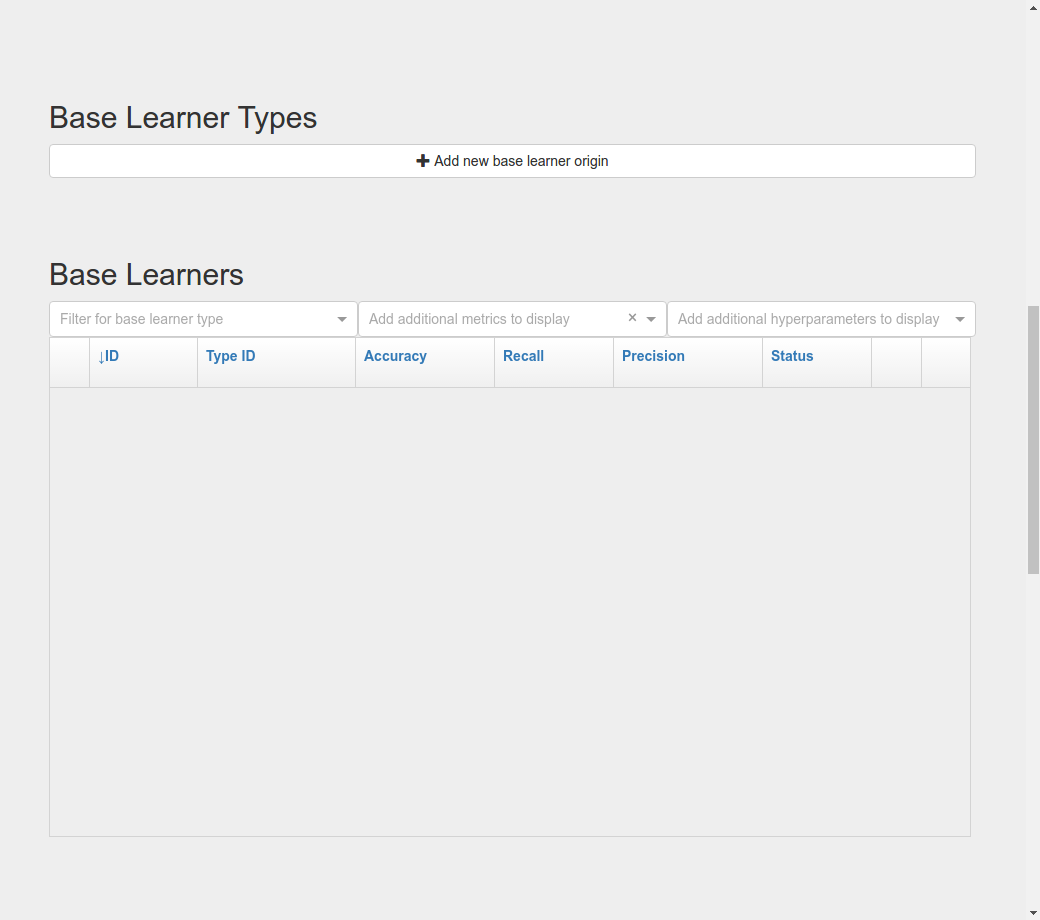 Base Learner Types
Add new base learner origin
Base Learners
Filter for base learner type
Add additional metrics to display ×
Add additional hyperparameters to display
↓ID Type ID Accuracy Recall Precision Status